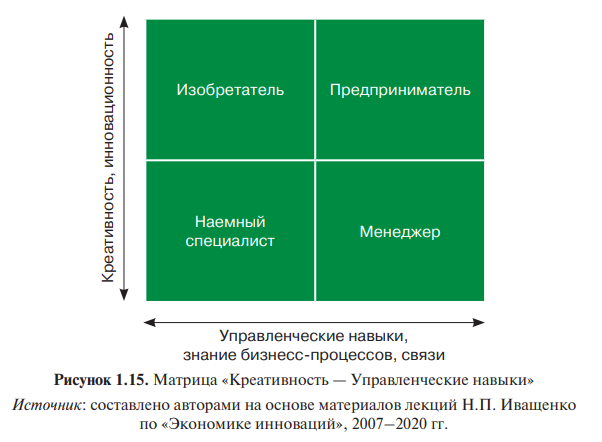 Креативность, инновационность
Изобретатель
Предприниматель
Наемный
специалист
Менеджер
Управленческие навыки,
знание бизнес-процессов, связи
Рисунок 1.15. Матрица «Креативность — Управленческие навыки»
Источник: составлено авторами на основе материалов лекций Н.П. Иващенко
по «Экономике инноваций», 2007–2020 гг.